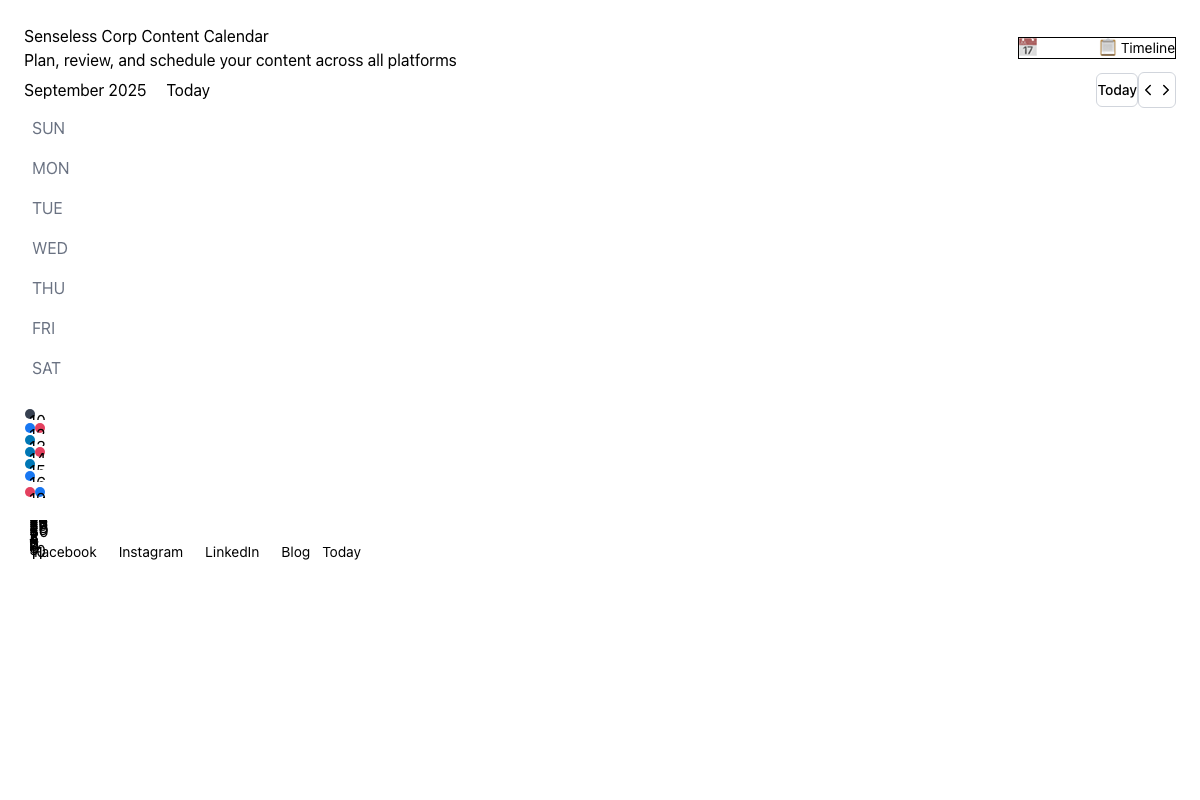 Senseless Corp Content Calendar
Plan, review, and schedule your content across all platforms
17 📋 Timeline
September 2025 Today
Today < >
SUN
MON
TUE
WED
THU
FRI
SAT
Facebook Instagram LinkedIn Blog Today